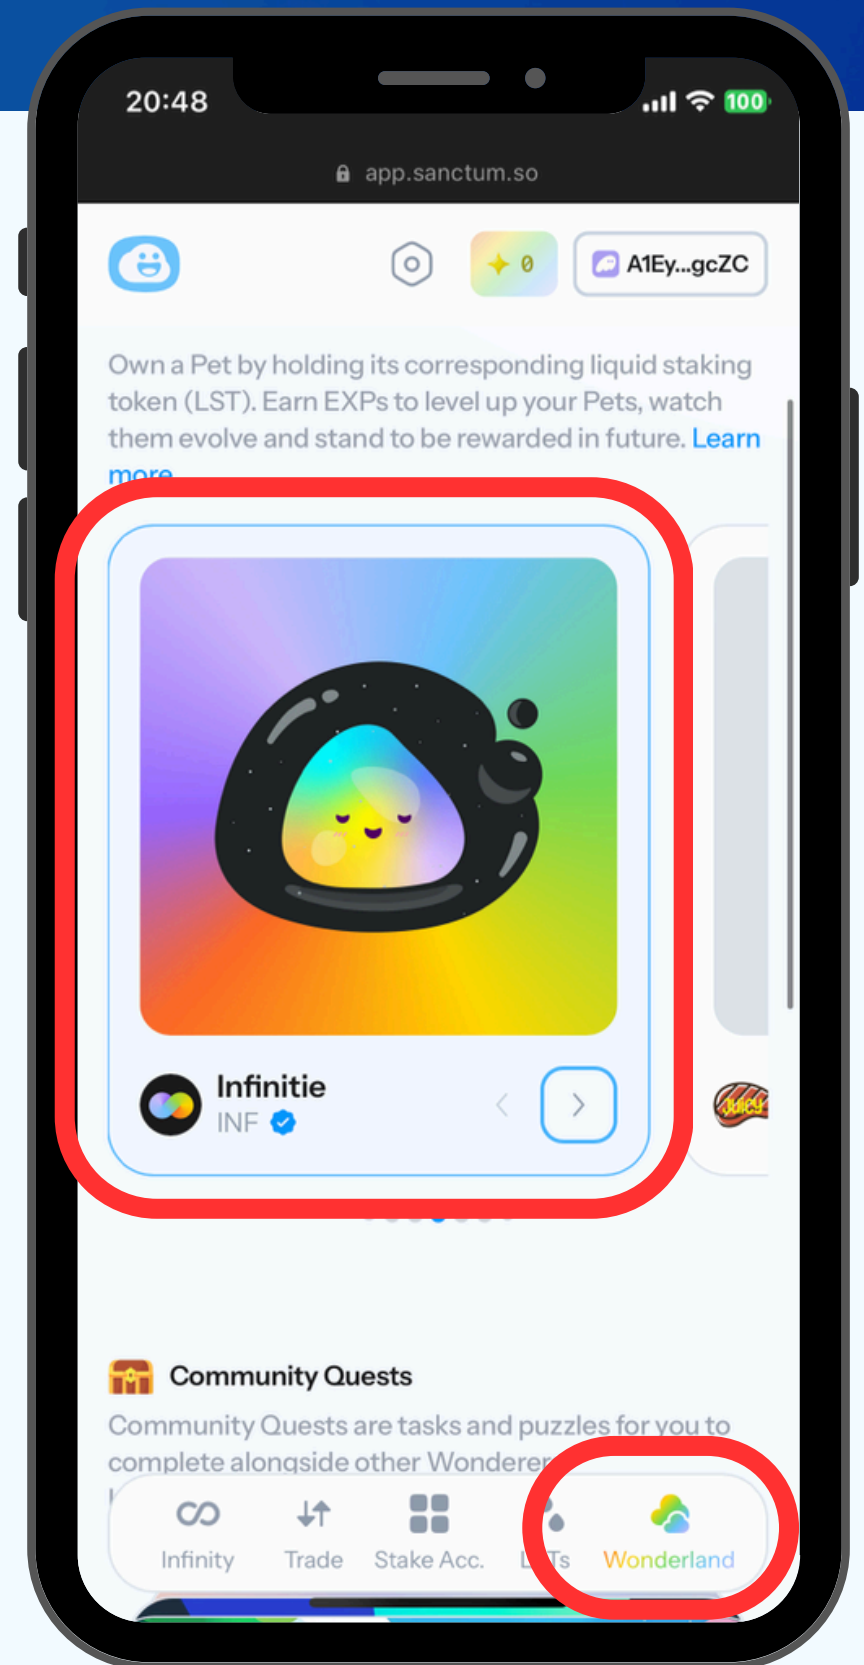 20:48
100
app.sanctum.so
0
A1Ey...gcZC
Own a Pet by holding its corresponding liquid staking
token (LST). Earn EXPs to level up your Pets, watch
them evolve and stand to be rewarded in future. Learn
more
Infinitie
INF
JUICY
Community Quests
Community Quests are tasks and puzzles for you to
complete alongside other Wonderer
Infinity
Trade
Stake Acc.
LSTs
Wonderland